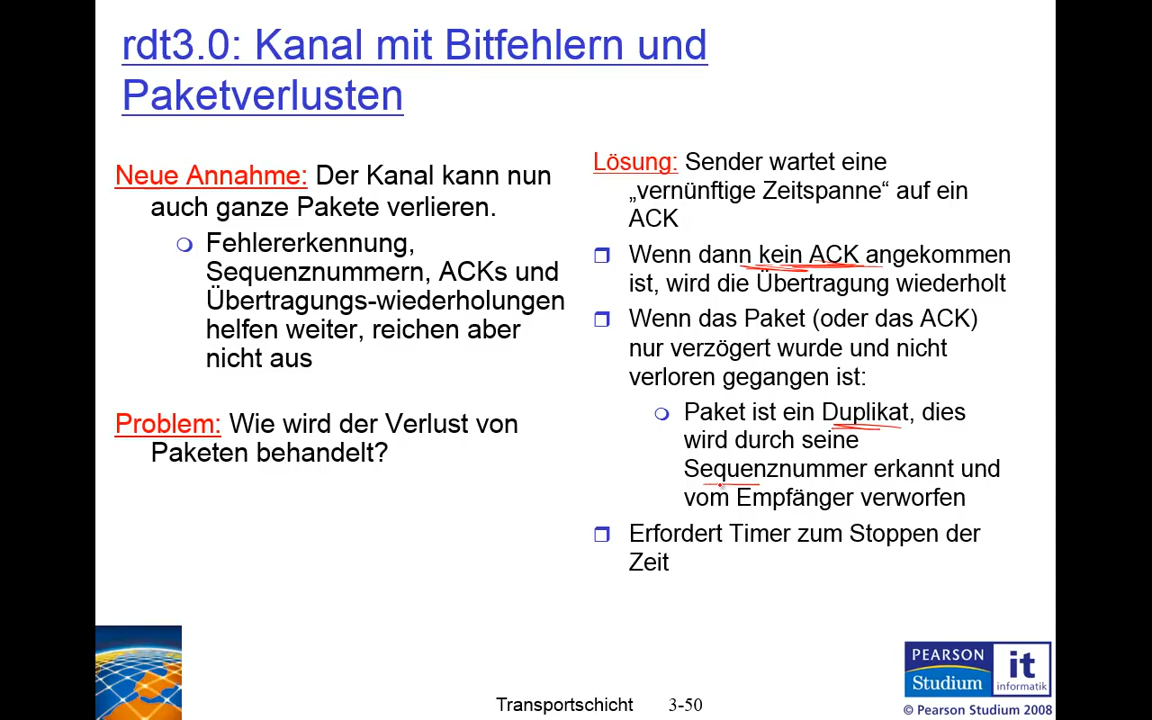 rdt3.0: Kanal mit Bitfehlern und
Paketverlusten
Neue Annahme: Der Kanal kann nun
auch ganze Pakete verlieren.
Fehlererkennung,
Sequenznummern, ACKs und
Übertragungs-wiederholungen
helfen weiter, reichen aber
nicht aus
Problem: Wie wird der Verlust von
Paketen behandelt?
Lösung: Sender wartet eine
„vernünftige Zeitspanne“ auf ein
ACK
Wenn dann kein ACK angekommen
ist, wird die Übertragung wiederholt
Wenn das Paket (oder das ACK)
nur verzögert wurde und nicht
verloren gegangen ist:
Paket ist ein Duplikat, dies
wird durch seine
Sequenznummer erkannt und
vom Empfänger verworfen
Erfordert Timer zum Stoppen der
Zeit
PEARSON
Studium
it
informatik
© Pearson Studium 2008
Transportschicht 3-50